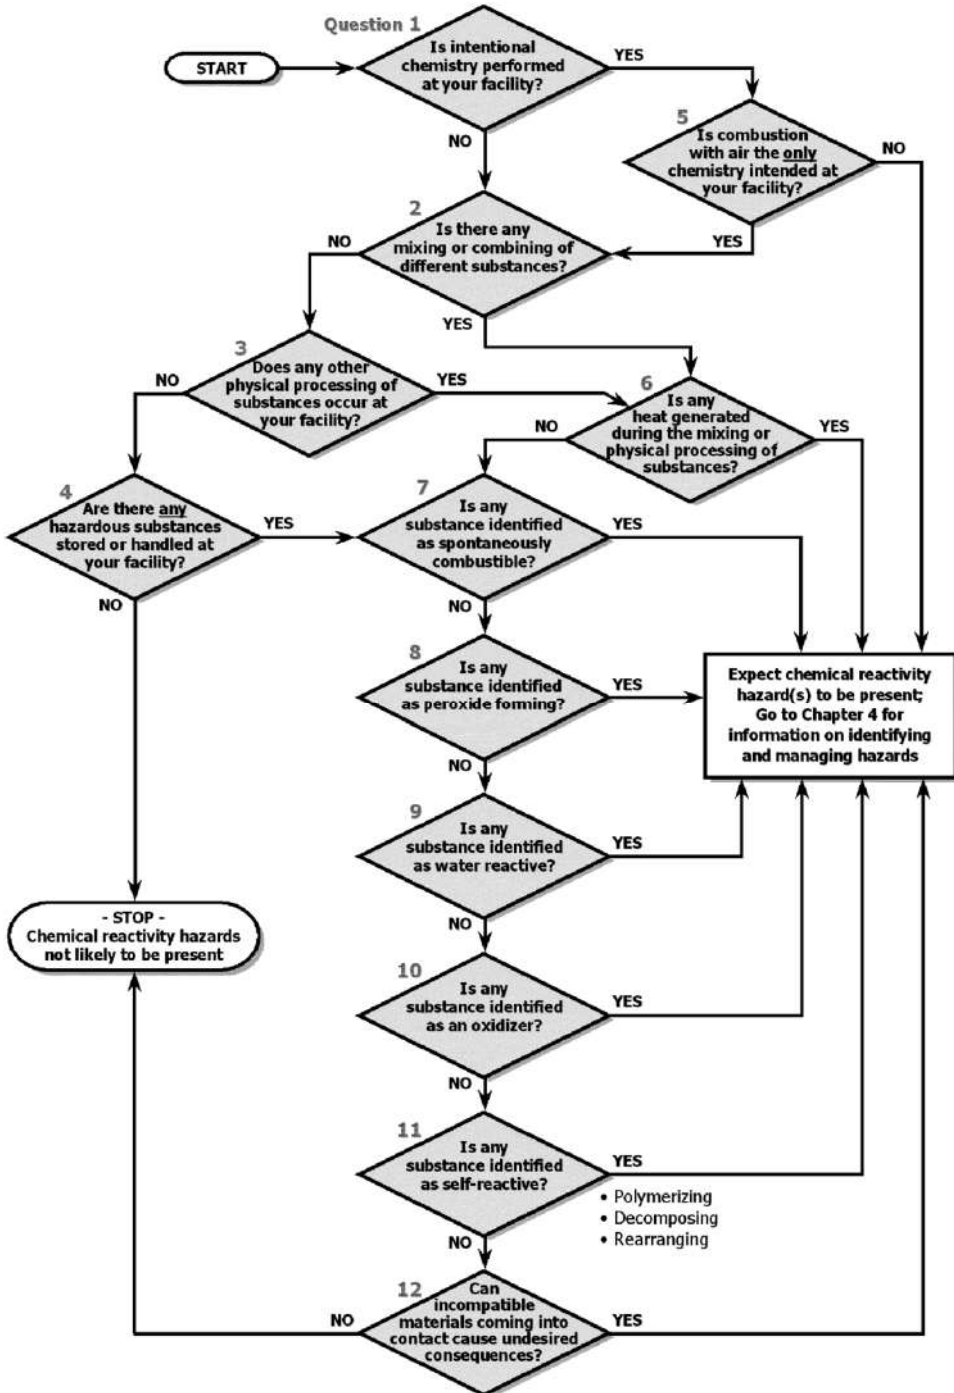 Question 1
Is intentional
chemistry performed
at your facility?
START
YES
NO
5
Is combustion
with air the only
chemistry intended at
your facility?
NO
YES
2
Is there any
mixing or combining of
different substances?
NO
YES
3
Does any other
physical processing of
substances occur at
your facility?
NO
YES
6
Is any
heat generated
during the mixing or
physical processing of
substances?
NO
YES
4
Are there any
hazardous substances
stored or handled at
your facility?
YES
NO
7
Is any
substance identified
as spontaneously
combustible?
YES
NO
8
Is any
substance identified
as peroxide forming?
YES
NO
Expect chemical reactivity
hazard(s) to be present;
Go to Chapter 4 for
information on identifying
and managing hazards
9
Is any
substance identified
as water reactive?
YES
NO
- STOP -
Chemical reactivity hazards
not likely to be present
10
Is any
substance identified
as an oxidizer?
YES
NO
11
Is any
substance identified
as self-reactive?
YES
• Polymerizing
• Decomposing
• Rearranging
NO
12
Can
incompatible
materials coming into
contact cause undesired
consequences?
NO
YES